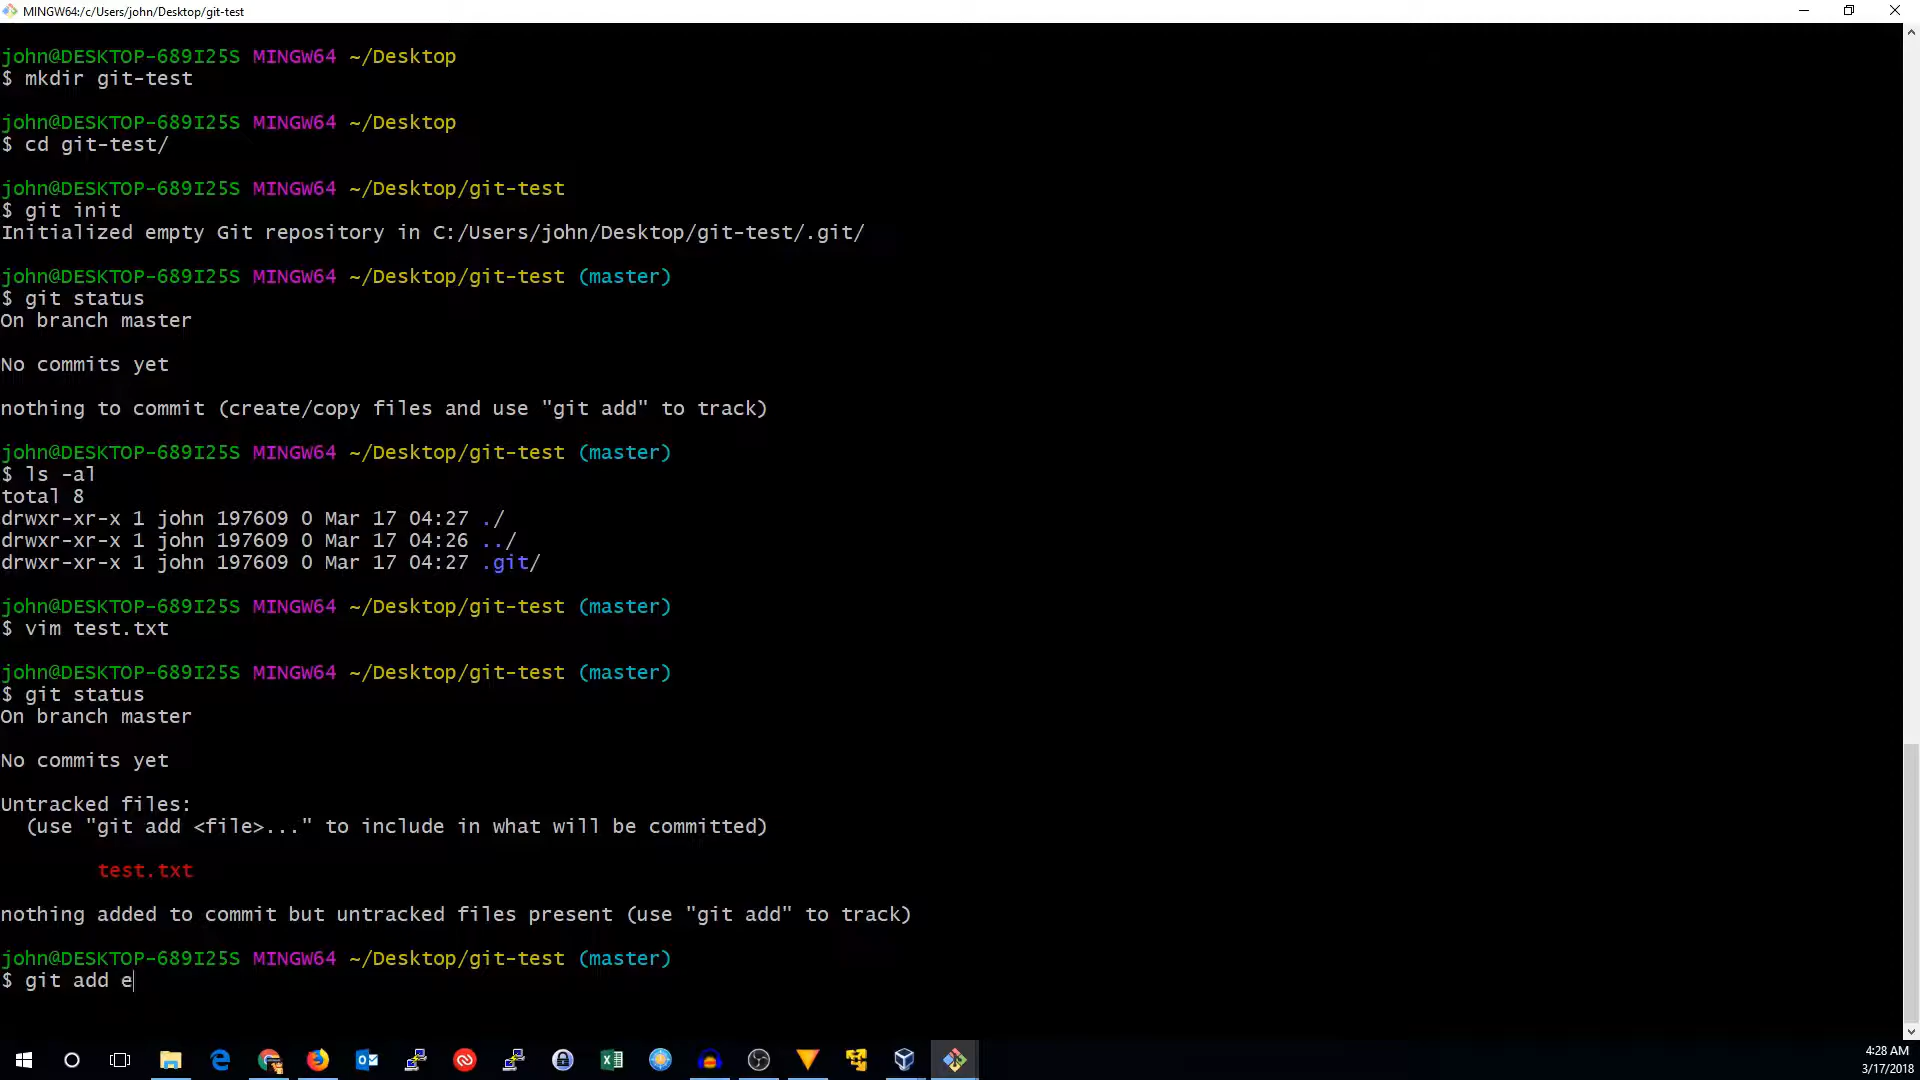 MINGW64:/c/Users/john/Desktop/git-test
john@DESKTOP-689I25S MINGW64 ~/Desktop
$ mkdir git-test
john@DESKTOP-689I25S MINGW64 ~/Desktop
$ cd git-test/
john@DESKTOP-689I25S MINGW64 ~/Desktop/git-test
$ git init
Initialized empty Git repository in C:/Users/john/Desktop/git-test/.git/
john@DESKTOP-689I25S MINGW64 ~/Desktop/git-test (master)
$ git status
On branch master
No commits yet
nothing to commit (create/copy files and use "git add" to track)
john@DESKTOP-689I25S MINGW64 ~/Desktop/git-test (master)
$ ls -al
total 8
drwxr-xr-x 1 john 197609 0 Mar 17 04:27 ./
drwxr-xr-x 1 john 197609 0 Mar 17 04:26 ../
drwxr-xr-x 1 john 197609 0 Mar 17 04:27 .git/
john@DESKTOP-689I25S MINGW64 ~/Desktop/git-test (master)
$ vim test.txt
john@DESKTOP-689I25S MINGW64 ~/Desktop/git-test (master)
$ git status
On branch master
No commits yet
Untracked files:
(use "git add <file>..." to include in what will be committed)
test.txt
nothing added to commit but untracked files present (use "git add" to track)
john@DESKTOP-689I25S MINGW64 ~/Desktop/git-test (master)
$ git add e
4:28 AM
3/17/2018